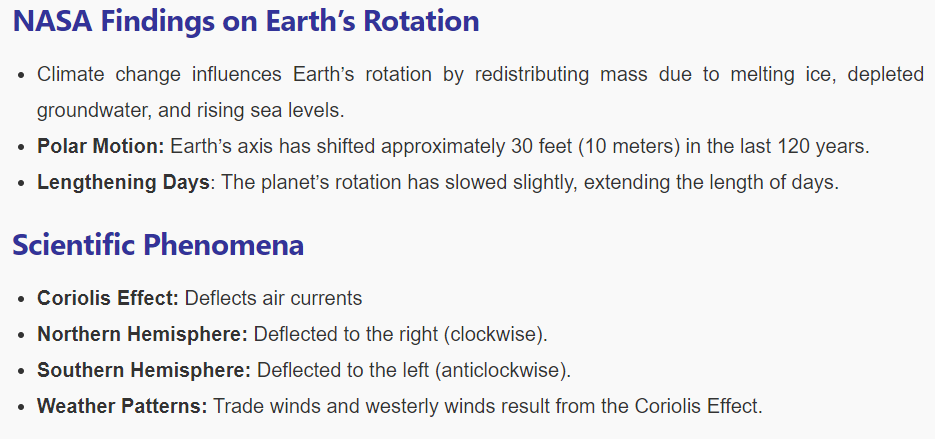 NASA Findings on Earth’s Rotation
• Climate change influences Earth’s rotation by redistributing mass due to melting ice, depleted
groundwater, and rising sea levels.
• Polar Motion: Earth’s axis has shifted approximately 30 feet (10 meters) in the last 120 years.
• Lengthening Days: The planet’s rotation has slowed slightly, extending the length of days.
Scientific Phenomena
• Coriolis Effect: Deflects air currents
• Northern Hemisphere: Deflected to the right (clockwise).
• Southern Hemisphere: Deflected to the left (anticlockwise).
• Weather Patterns: Trade winds and westerly winds result from the Coriolis Effect.